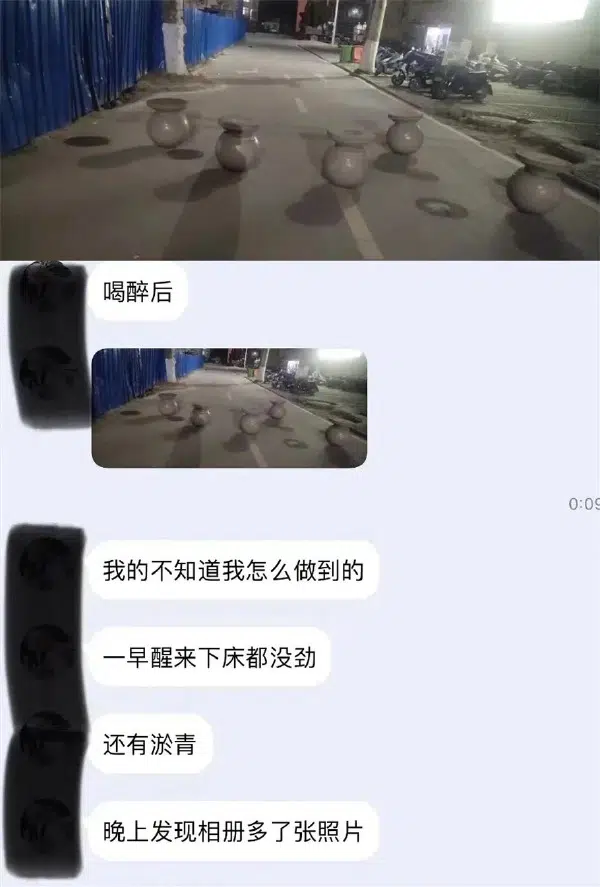 喝醉后
0:09
我的不知道我怎么做到的
一早醒来下床都没劲
还有淤青
晚上发现相册多了张照片